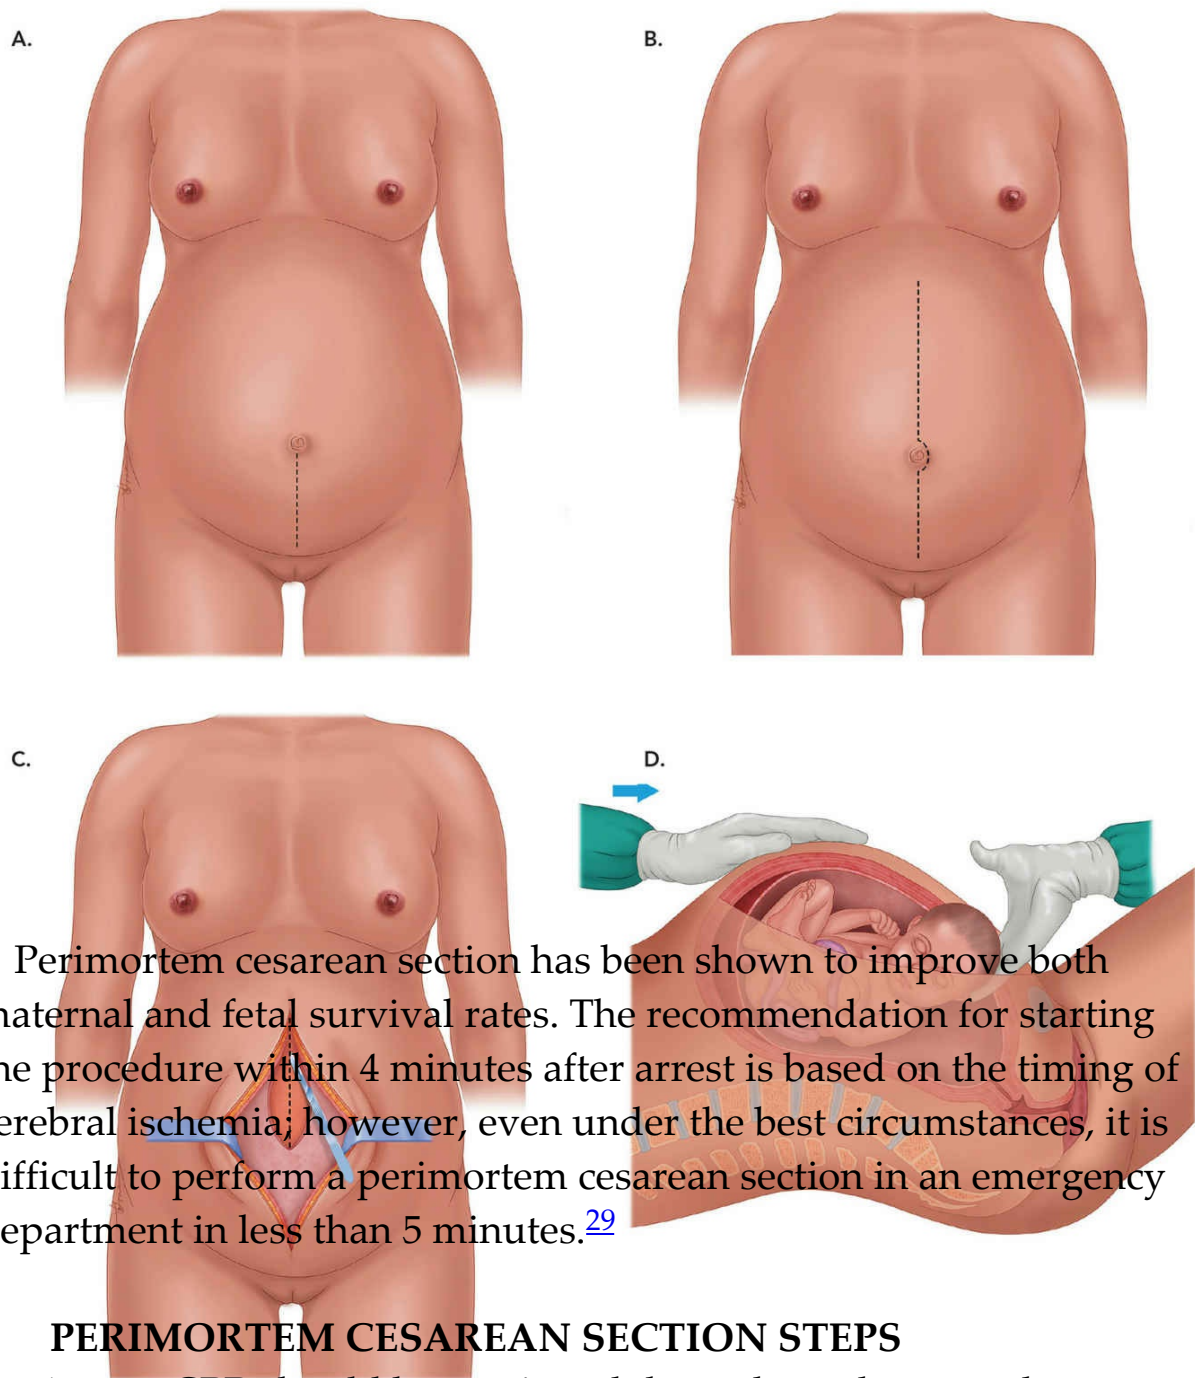 A.
B.
C.
D.
Perimortem cesarean section has been shown to improve both
naternal and fetal survival rates. The recommendation for starting
ne procedure within 4 minutes after arrest is based on the timing of
erebral ischemia; however, even under the best circumstances, it is
ifficult to perform a perimortem cesarean section in an emergency
epartment in less than 5 minutes.29
PERIMORTEM CESAREAN SECTION STEPS